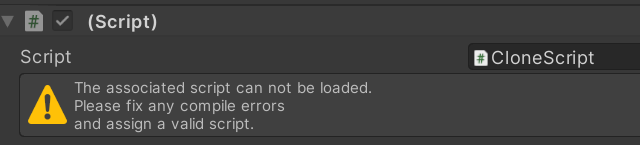 # (Script)
Script # CloneScript
The associated script can not be loaded.
Please fix any compile errors
and assign a valid script.